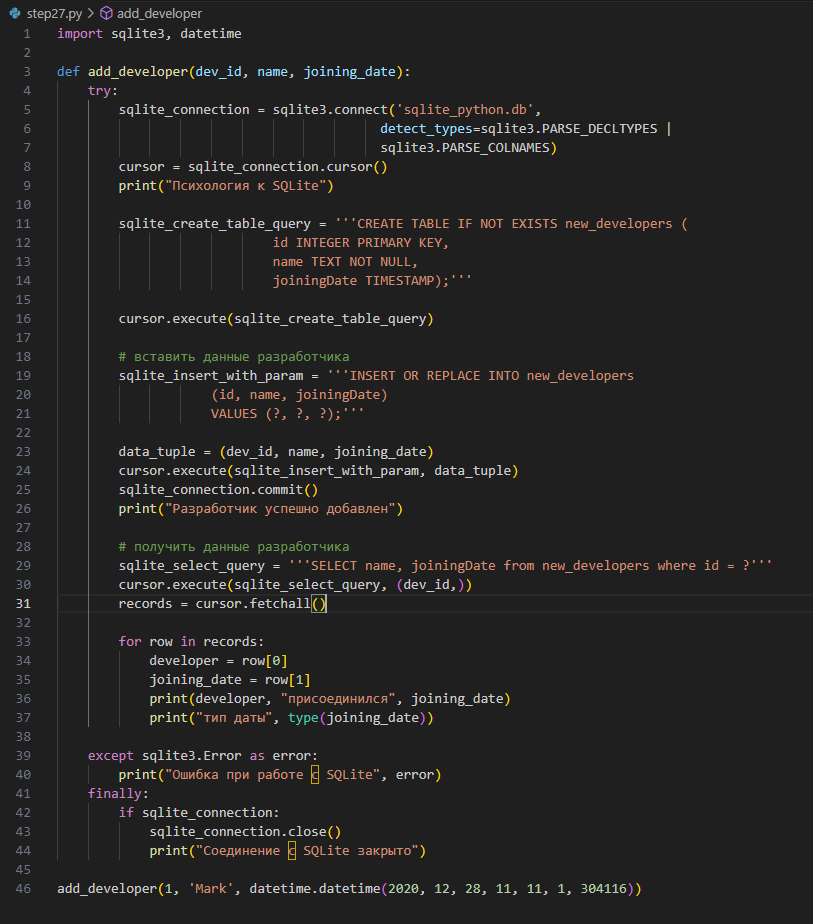 step27.py > add_developer
1 import sqlite3, datetime
2
3 def add_developer(dev_id, name, joining_date):
4     try:
5         sqlite_connection = sqlite3.connect('sqlite_python.db',
6                                           detect_types=sqlite3.PARSE_DECLTYPES |
7                                           sqlite3.PARSE_COLNAMES)
8         cursor = sqlite_connection.cursor()
9         print("Психология к SQLite")
10
11         sqlite_create_table_query = '''CREATE TABLE IF NOT EXISTS new_developers (
12                             id INTEGER PRIMARY KEY,
13                             name TEXT NOT NULL,
14                             joiningDate TIMESTAMP);'''
15
16         cursor.execute(sqlite_create_table_query)
17
18         # вставить данные разработчика
19         sqlite_insert_with_param = '''INSERT OR REPLACE INTO new_developers
20                     (id, name, joiningDate)
21                     VALUES (?, ?, ?);'''
22
23         data_tuple = (dev_id, name, joining_date)
24         cursor.execute(sqlite_insert_with_param, data_tuple)
25         sqlite_connection.commit()
26         print("Разработчик успешно добавлен")
27
28         # получить данные разработчика
29         sqlite_select_query = '''SELECT name, joiningDate from new_developers where id = ?'''
30         cursor.execute(sqlite_select_query, (dev_id,))
31         records = cursor.fetchall()
32
33         for row in records:
34             developer = row[0]
35             joining_date = row[1]
36             print(developer, "присоединился", joining_date)
37             print("тип даты", type(joining_date))
38
39     except sqlite3.Error as error:
40         print("Ошибка при работе с SQLite", error)
41     finally:
42         if sqlite_connection:
43             sqlite_connection.close()
44             print("Соединение с SQLite закрыто")
45
46 add_developer(1, 'Mark', datetime.datetime(2020, 12, 28, 11, 11, 1, 304116))